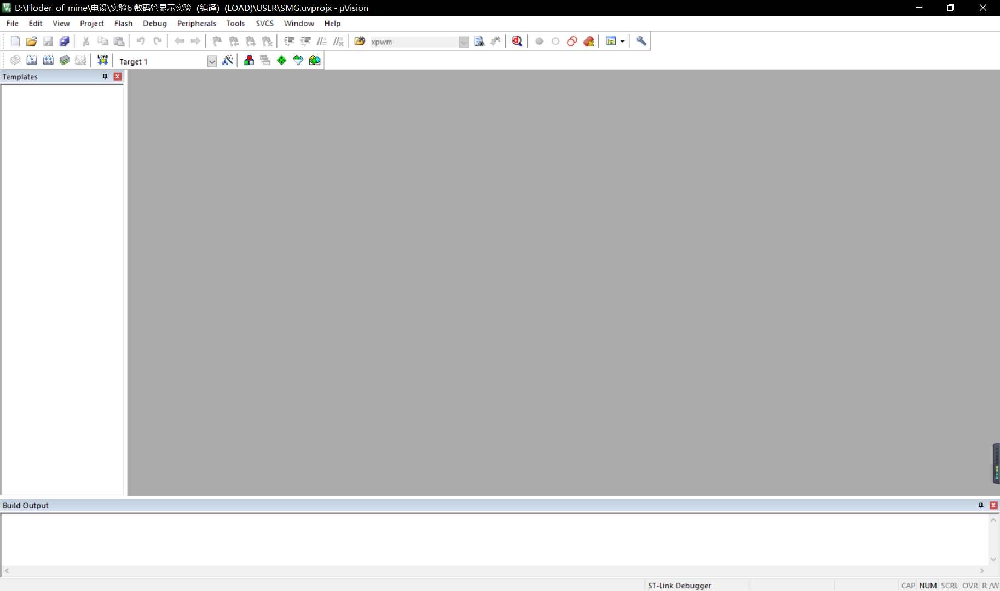 D:\Floder_of_mine\电设\实验6 数码管显示实验（编译）(LOAD)\USER\SMG.uvprojx - µVision
File Edit View Project Flash Debug Peripherals Tools SVCS Window Help
xpwm
LOAD Target 1
Templates
Build Output
ST-Link Debugger CAP NUM SCRL OVR R/W